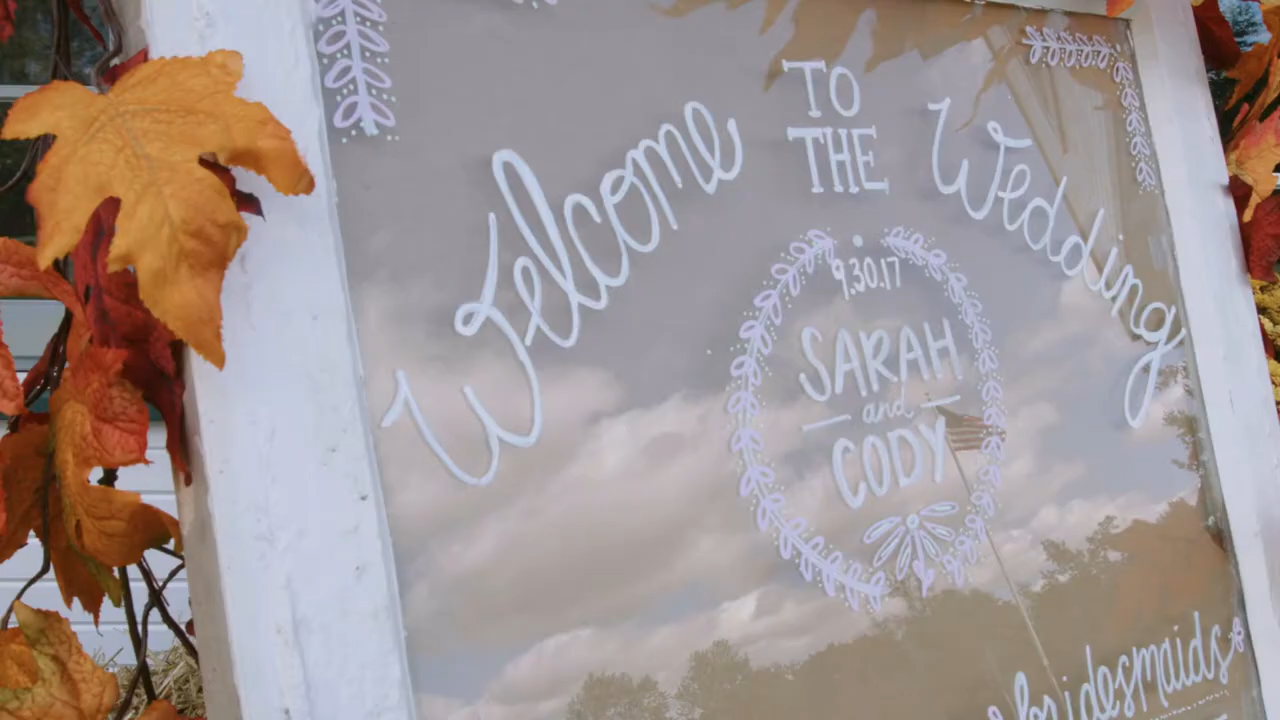 Welcome TO THE Wedding
9.30.17
SARAH
and
CODY
bridesmaids